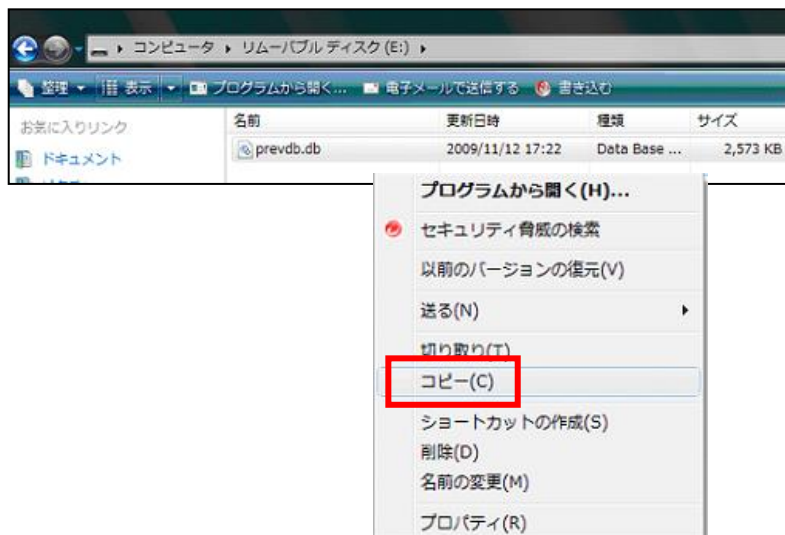 コンピュータ ▸ リムーバブル ディスク (E:) ▸
整理 表示 プログラムから開く... 電子メールで送信する 書き込む
お気に入りリンク 名前 更新日時 種類 サイズ
ドキュメント prevdb.db 2009/11/12 17:22 Data Base ... 2,573 KB
プログラムから開く(H)...
セキュリティ脅威の検索
以前のバージョンの復元(V)
送る(N)
切り取り(T)
コピー(C)
ショートカットの作成(S)
削除(D)
名前の変更(M)
プロパティ(R)